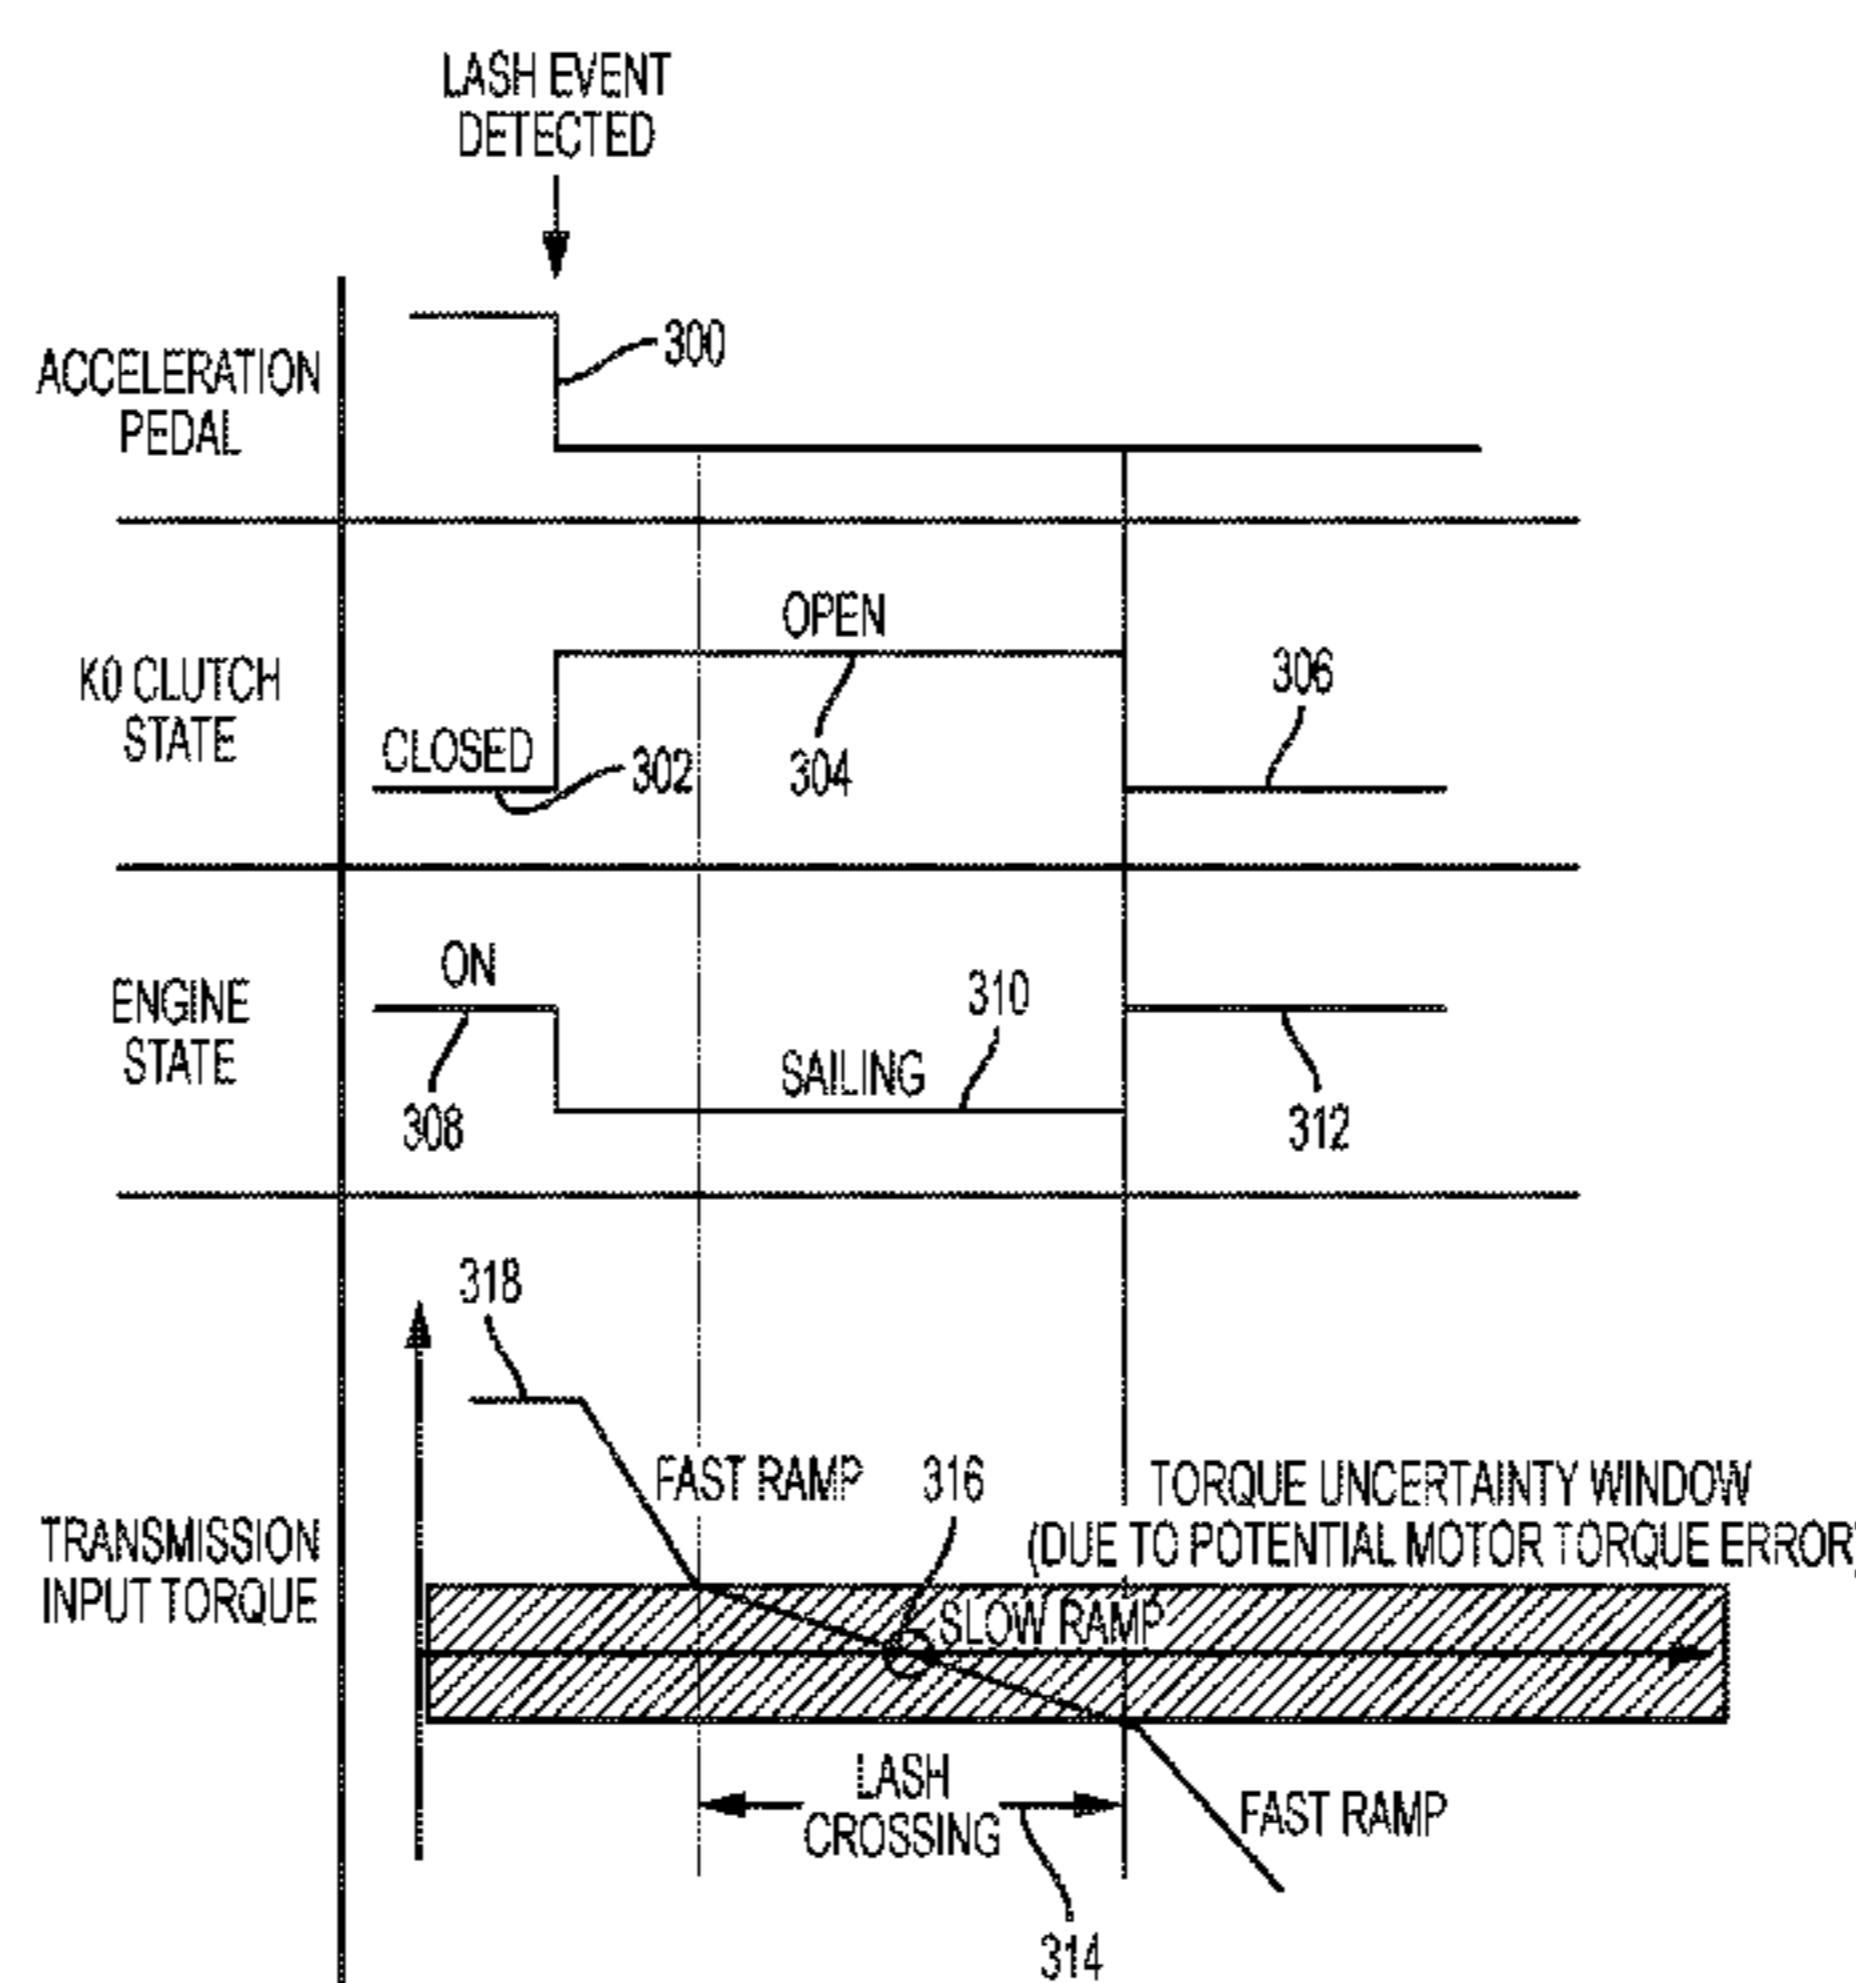 LASH EVENT
DETECTED
300
ACCELERATION
PEDAL
OPEN
K0 CLUTCH
STATE
CLOSED
302
304
306
ON
ENGINE
STATE
308
SAILING
310
312
318
FAST RAMP
316
TORQUE UNCERTAINTY WINDOW
(DUE TO POTENTIAL MOTOR TORQUE ERROR)
TRANSMISSION
INPUT TORQUE
SLOW RAMP
LASH
CROSSING
FAST RAMP
314